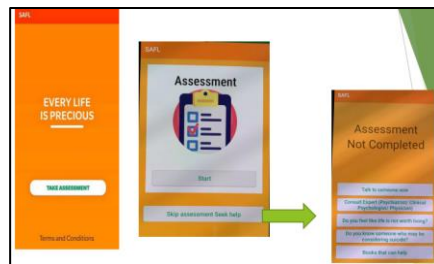 SAFL
EVERY LIFE
IS PRECIOUS
TAKE ASSESSMENT
Terms and Conditions
SAFL
Assessment
Start
Skip assessment Seek help
SAFL
Assessment
Not Completed
Talk to someone now
Consult Expert (Psychiatrist/ Clinical
Psychologist/ Physician)
Do you feel like life is not worth living?
Do you know someone who may be
considering suicide?
Books that can help